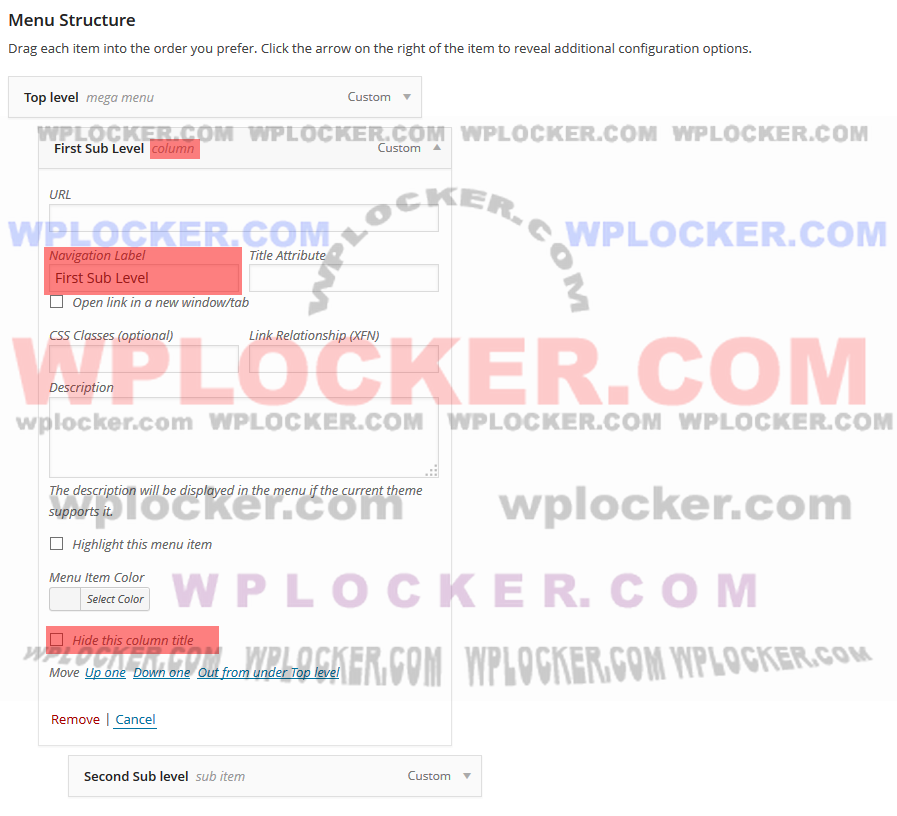 Menu Structure
Drag each item into the order you prefer. Click the arrow on the right of the item to reveal additional configuration options.
Top level mega menu Custom
WPLOCKER.COM WPLOCKER.COM WPLOCKER.COM WPLOCKER.COM
First Sub Level column Custom
URL
WPLOCKER.COM WPLOCKER.COM WPLOCKER.COM
Navigation Label Title Attribute
First Sub Level
Open link in a new window/tab
CSS Classes (optional) Link Relationship (XFN)
WPLOCKER.COM
Description
wplocker.com WPLOCKER.COM WPLOCKER.COM WPLOCKER.COM
The description will be displayed in the menu if the current theme
supports it.
wplocker.com wplocker.com
Highlight this menu item
Menu Item Color
Select Color
WPLOCKER.COM
Hide this column title
WPLOCKER.COM WPLOCKER.COM WPLOCKER.COM WPLOCKER.COM
Move Up one Down one Out from under Top level
Remove | Cancel
Second Sub level sub item Custom